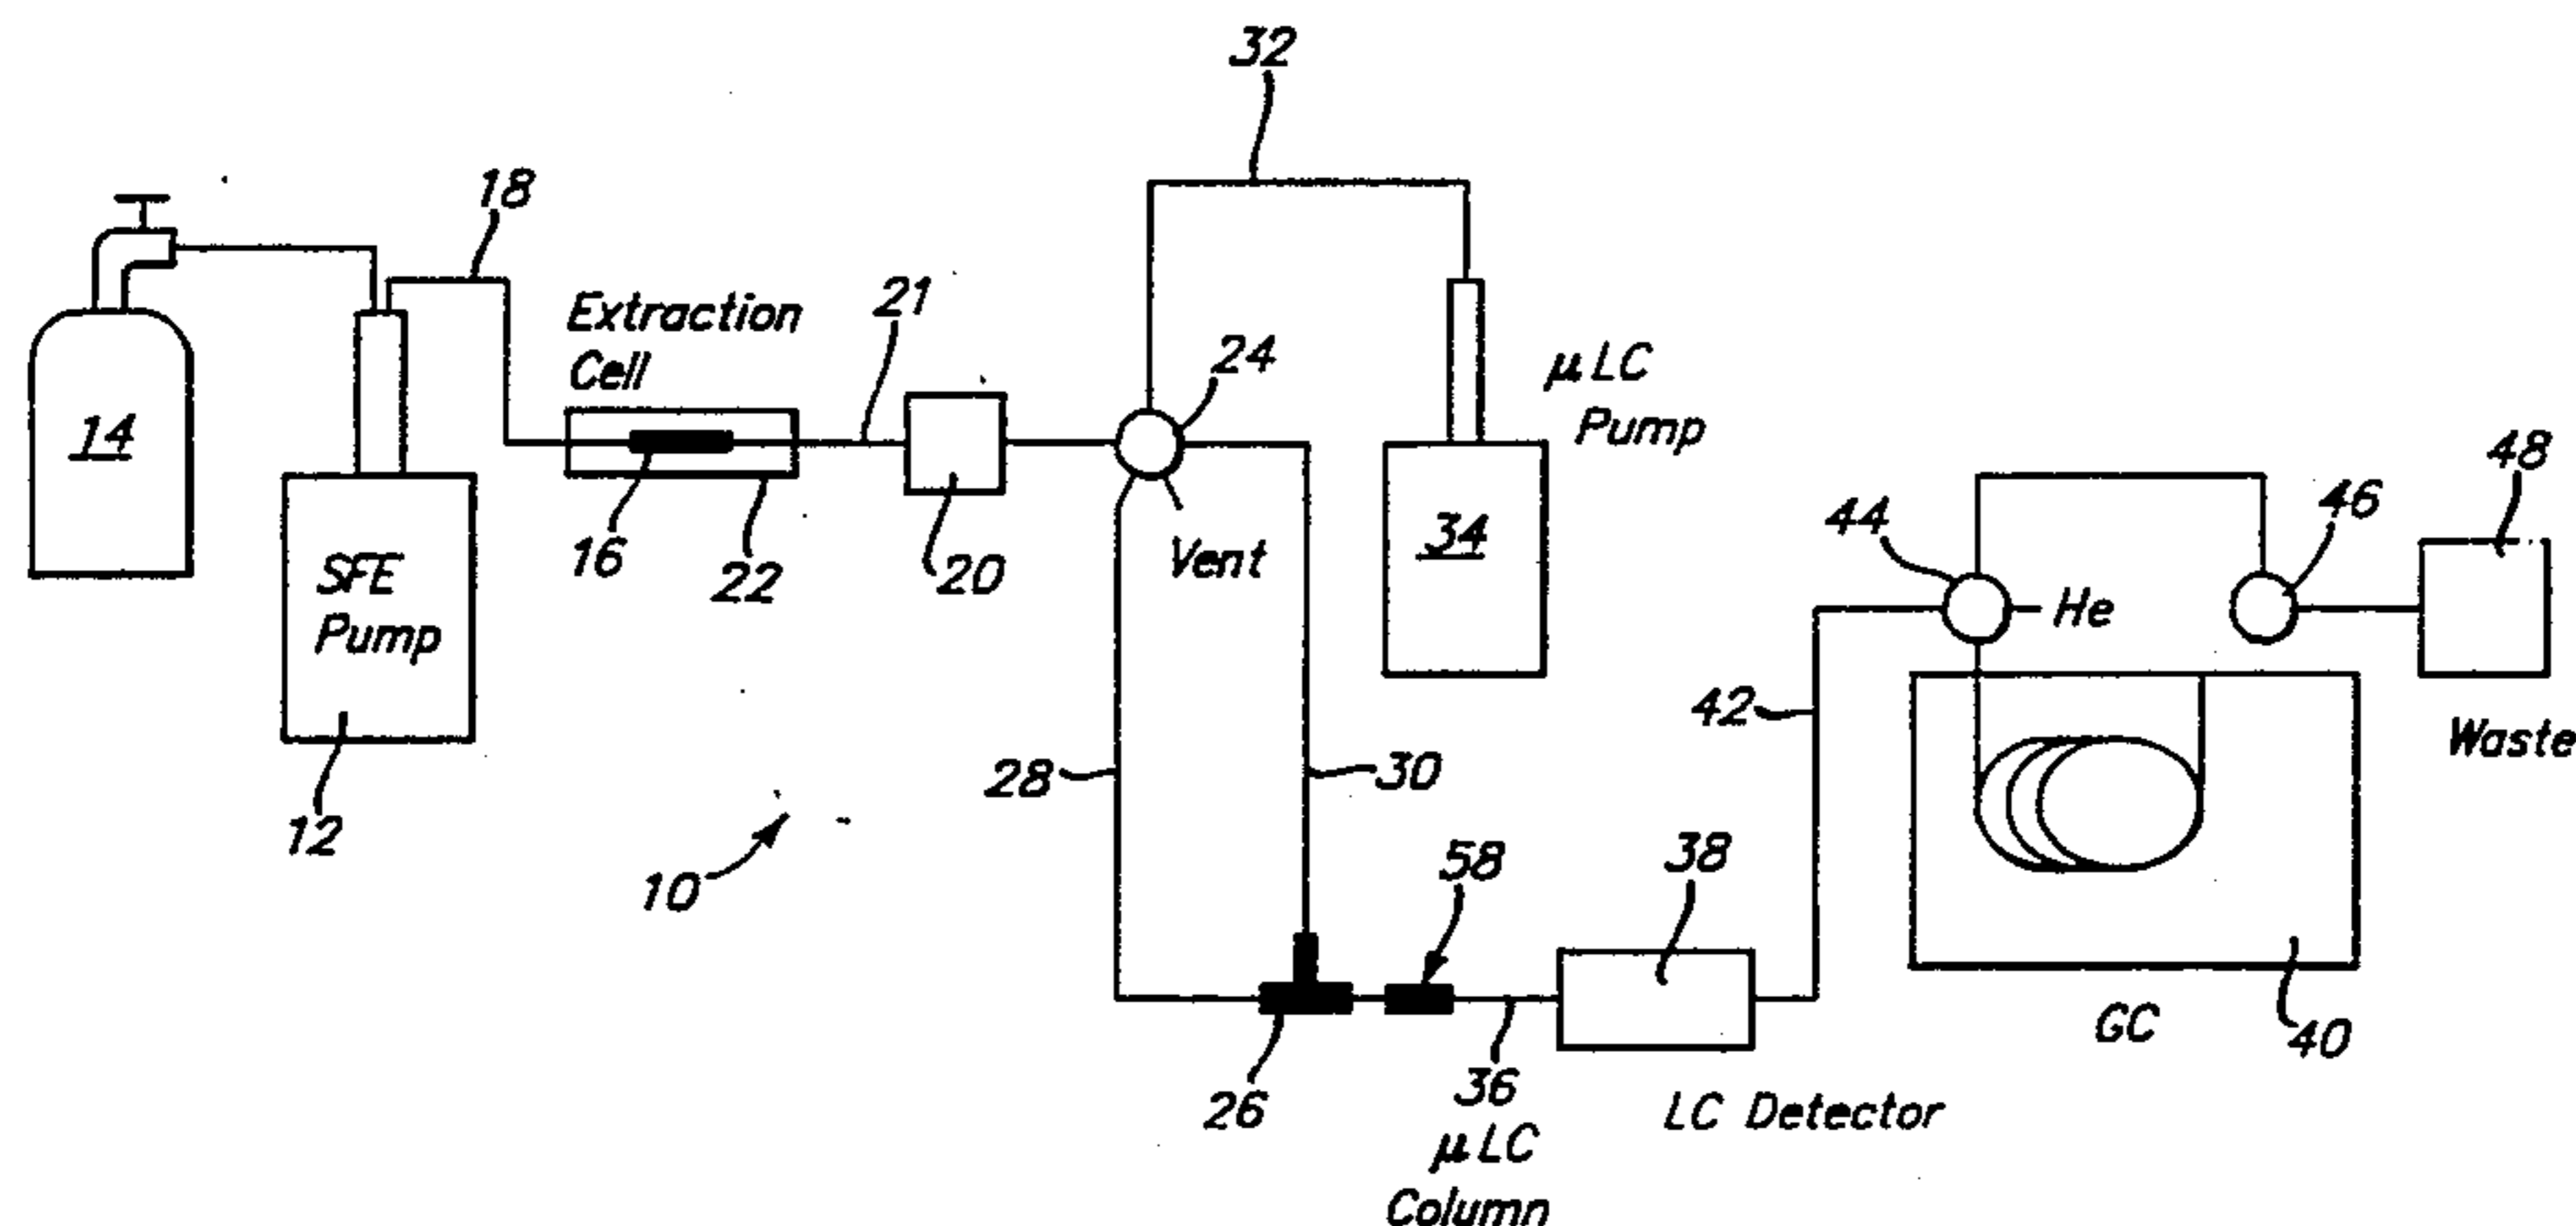 32
18
14
SFE
Pump
12
Extraction
Cell
16
22
21
20
24
Vent
μLC
Pump
34
28
30
10
26
58
36
μLC
Column
38
LC Detector
42
44
He
46
48
Waste
GC
40